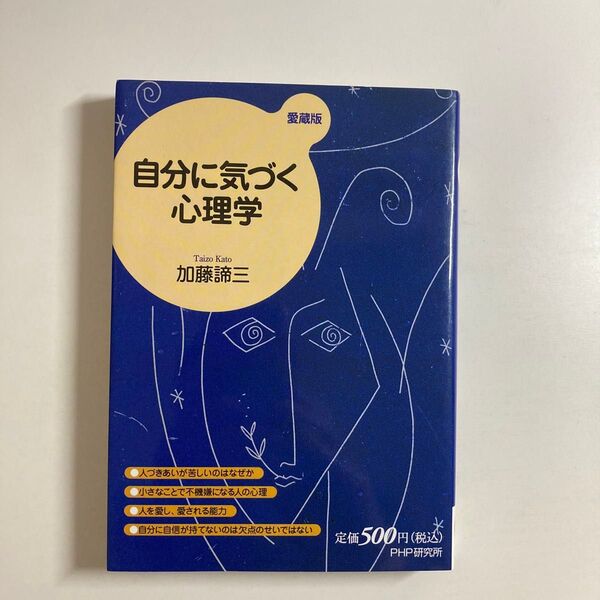 愛蔵版
自分に気づく
心理学
Taizo Kato
加藤諦三
●人づきあいが苦しいのはなぜか
●小さなことで不機嫌になる人の心理
●人を愛し、愛される能力
●自分に自信が持てないのは欠点のせいではない
定価500円(税込)
PHP研究所